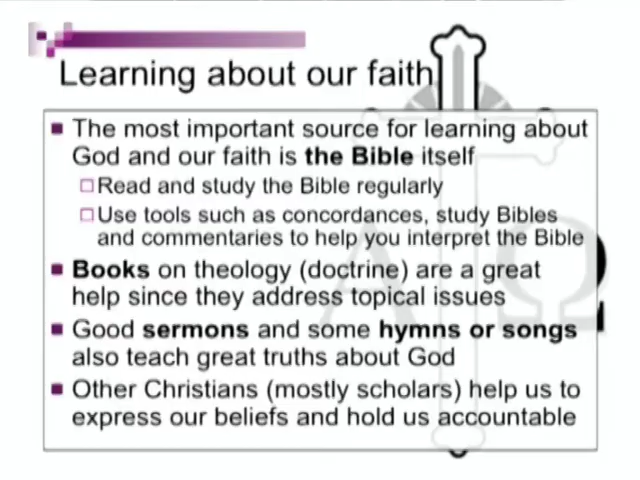 Learning about our faith
The most important source for learning about
God and our faith is the Bible itself
Read and study the Bible regularly
Use tools such as concordances, study Bibles
and commentaries to help you interpret the Bible
Books on theology (doctrine) are a great
help since they address topical issues
Good sermons and some hymns or songs
also teach great truths about God
Other Christians (mostly scholars) help us to
express our beliefs and hold us accountable
Α Ω